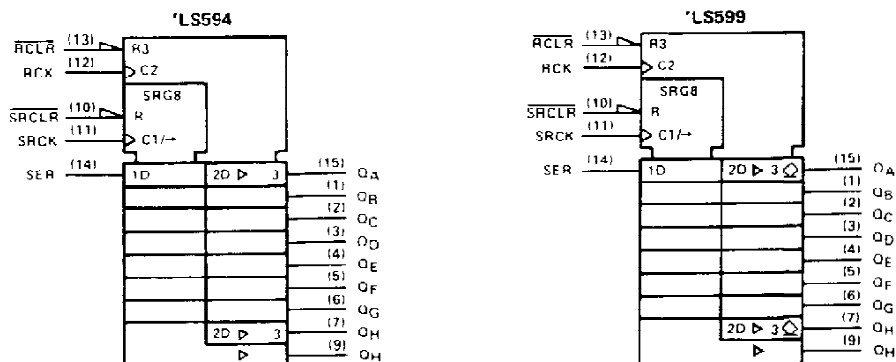 'LS594
RCLR (13) R3
RCK (12) C2
SRG8
SRCLR (10) R
SRCK (11) C1/→
SER (14) 1D 2D ▷ 3 (15) QA
(1) QB
(2) QC
(3) QD
(4) QE
(5) QF
(6) QG
2D ▷ 3 (7) QH
▷ (9) QH
'LS599
RCLR (13) R3
RCK (12) C2
SRG8
SRCLR (10) R
SRCK (11) C1/→
SER (14) 1D 2D ▷ 3 (15) QA
(1) QB
(2) QC
(3) QD
(4) QE
(5) QF
(6) QG
2D ▷ 3 (7) QH
▷ (9) QH